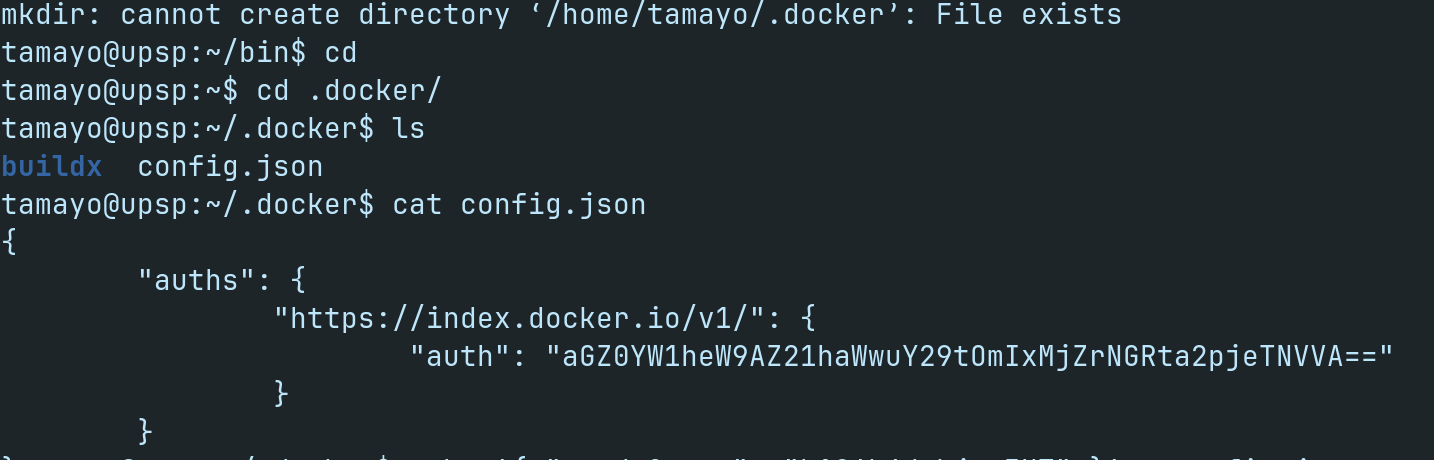 mkdir: cannot create directory ‘/home/tamayo/.docker’: File exists
tamayo@upsp:~/bin$ cd
tamayo@upsp:~$ cd .docker/
tamayo@upsp:~/.docker$ ls
buildx  config.json
tamayo@upsp:~/.docker$ cat config.json
{
        "auths": {
                "https://index.docker.io/v1/": {
                        "auth": "aGZ0YW1heW9AZ21haWwuY29tOmIxMjZrNGRta2pjeTNVVA=="
                }
        }